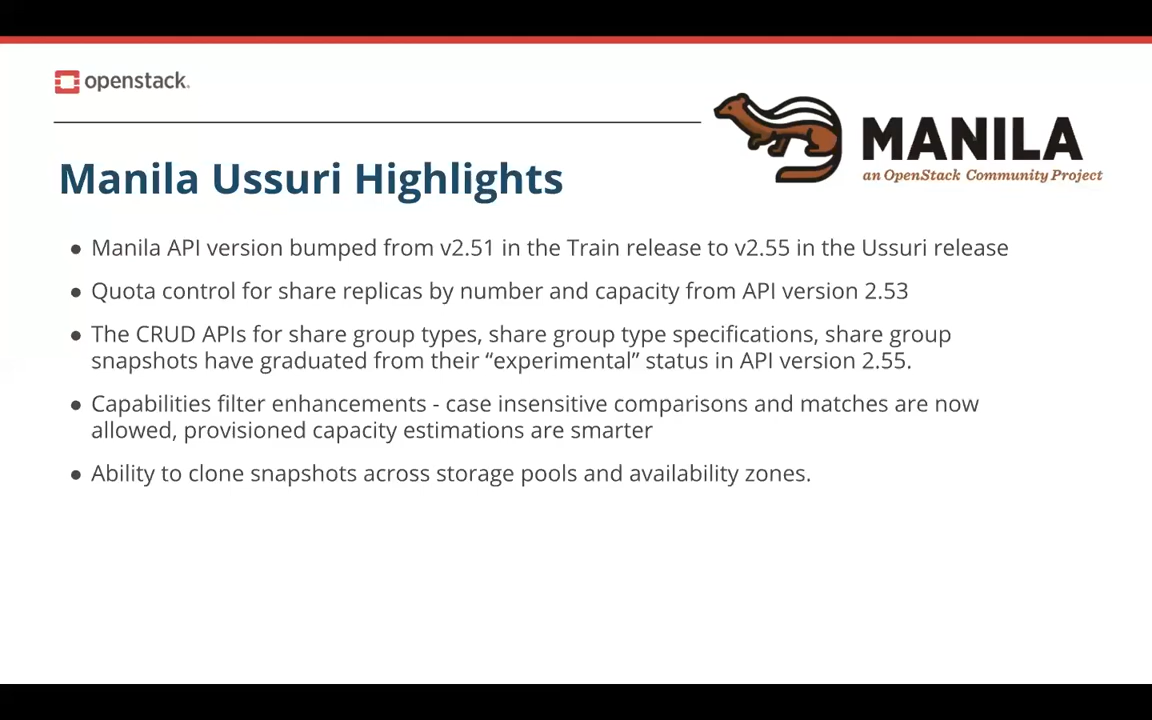 openstack.
MANILA
an OpenStack Community Project
Manila Ussuri Highlights
● Manila API version bumped from v2.51 in the Train release to v2.55 in the Ussuri release
● Quota control for share replicas by number and capacity from API version 2.53
● The CRUD APIs for share group types, share group type specifications, share group
snapshots have graduated from their “experimental” status in API version 2.55.
● Capabilities filter enhancements - case insensitive comparisons and matches are now
allowed, provisioned capacity estimations are smarter
● Ability to clone snapshots across storage pools and availability zones.